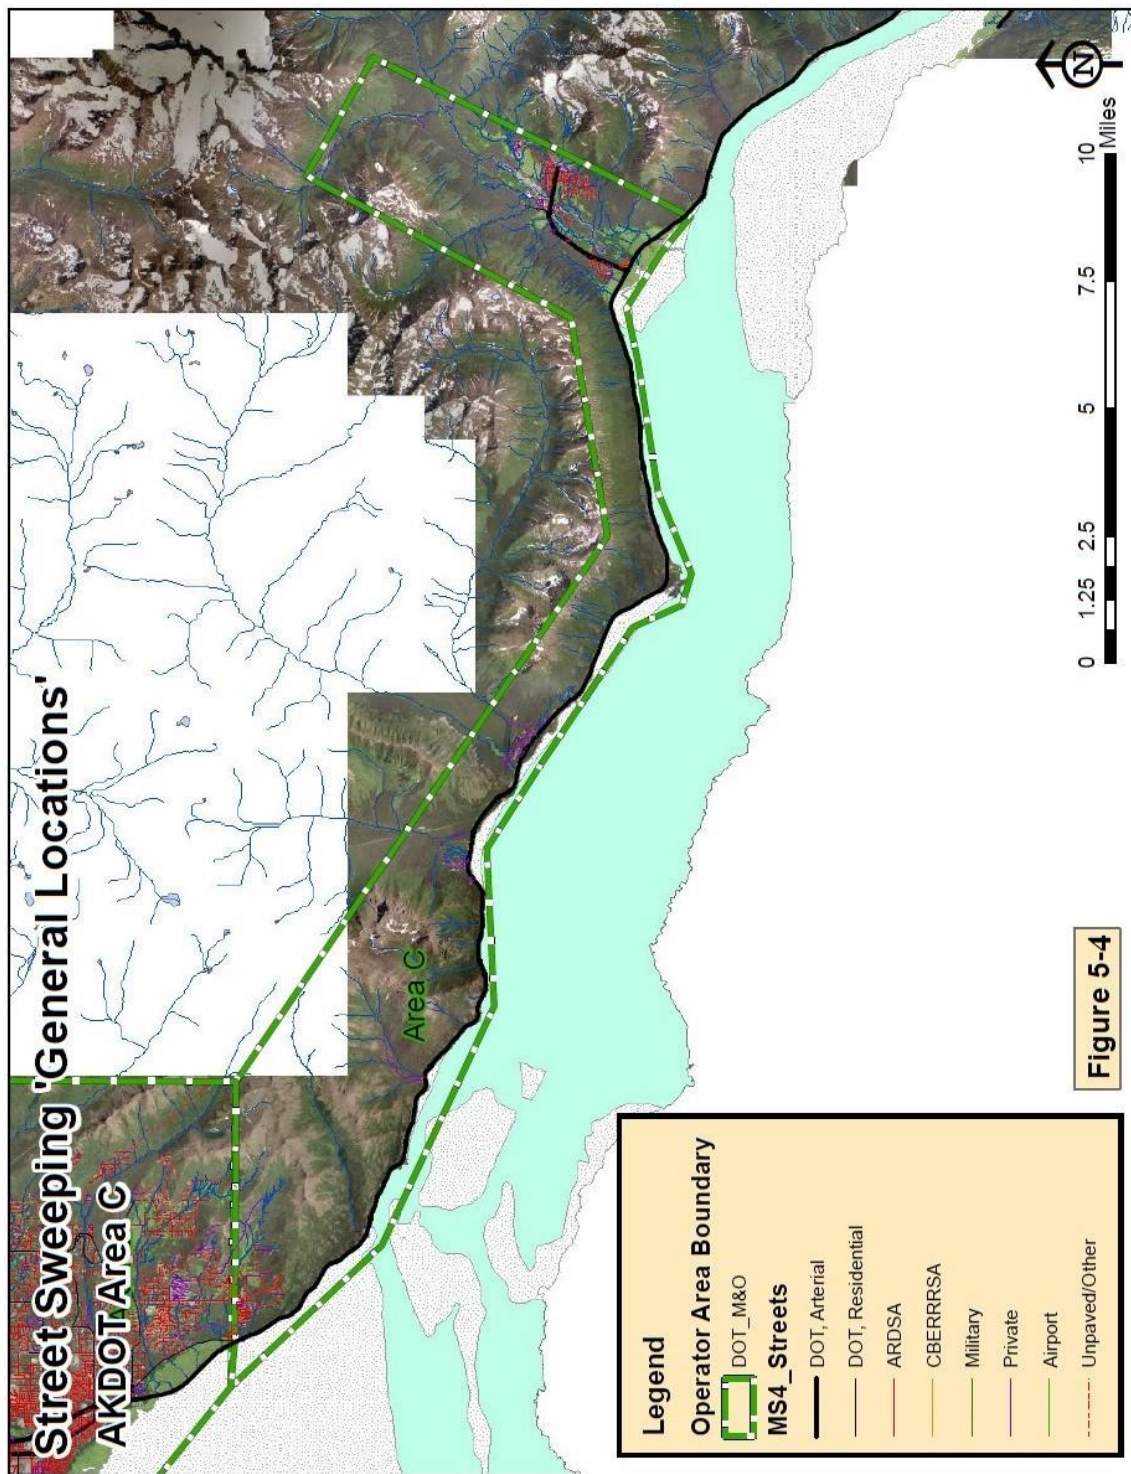 Street Sweeping 'General Locations'
AKDOT Area C
Area C
Legend
Operator Area Boundary
DOT_M&O
MS4_Streets
DOT, Arterial
DOT, Residential
ARDSA
CBERRRSA
Military
Private
Airport
Unpaved/Other
Figure 5-4
0 1.25 2.5 5 7.5 10
Miles
N